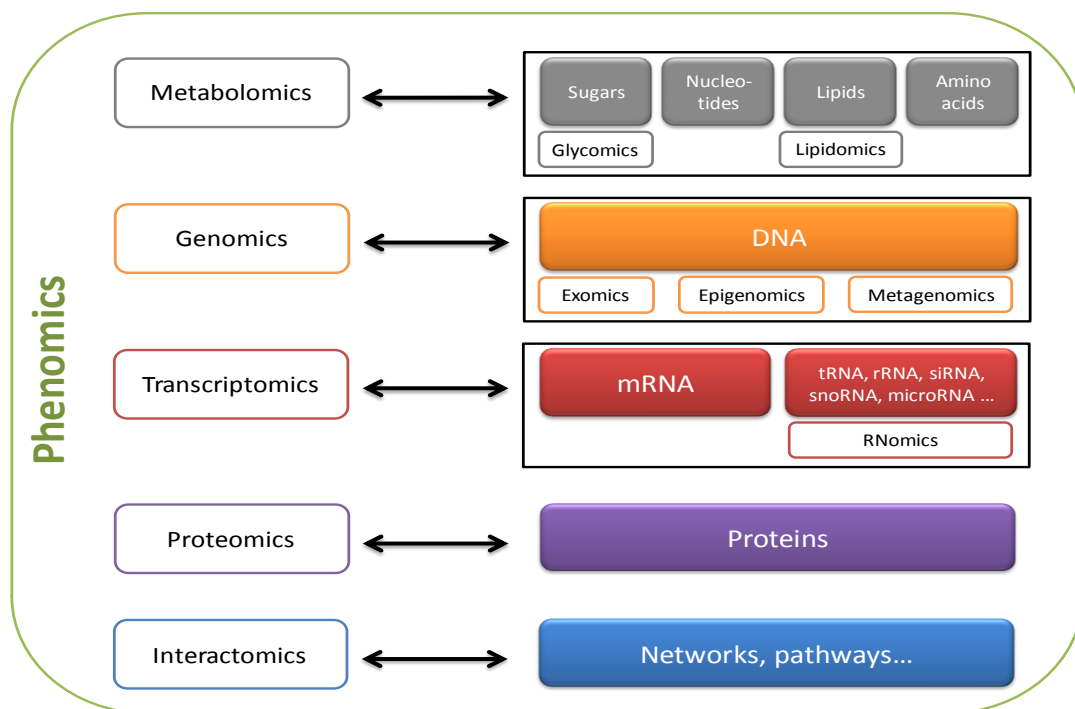 Phenomics
Metabolomics
Sugars
Nucleo-
tides
Lipids
Amino
acids
Glycomics
Lipidomics
Genomics
DNA
Exomics
Epigenomics
Metagenomics
Transcriptomics
mRNA
tRNA, rRNA, siRNA,
snoRNA, microRNA ...
RNomics
Proteomics
Proteins
Interactomics
Networks, pathways...